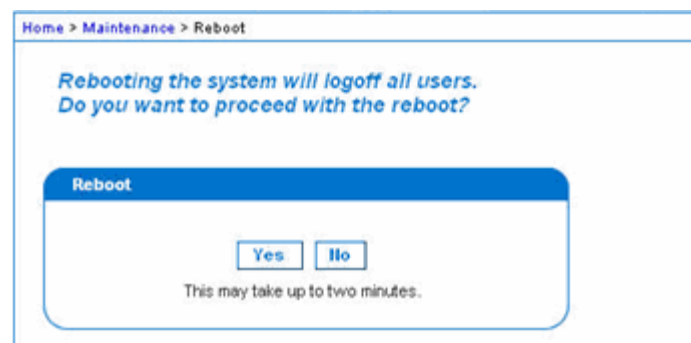 Home > Maintenance > Reboot
Rebooting the system will logoff all users.
Do you want to proceed with the reboot?
Reboot
Yes No
This may take up to two minutes.